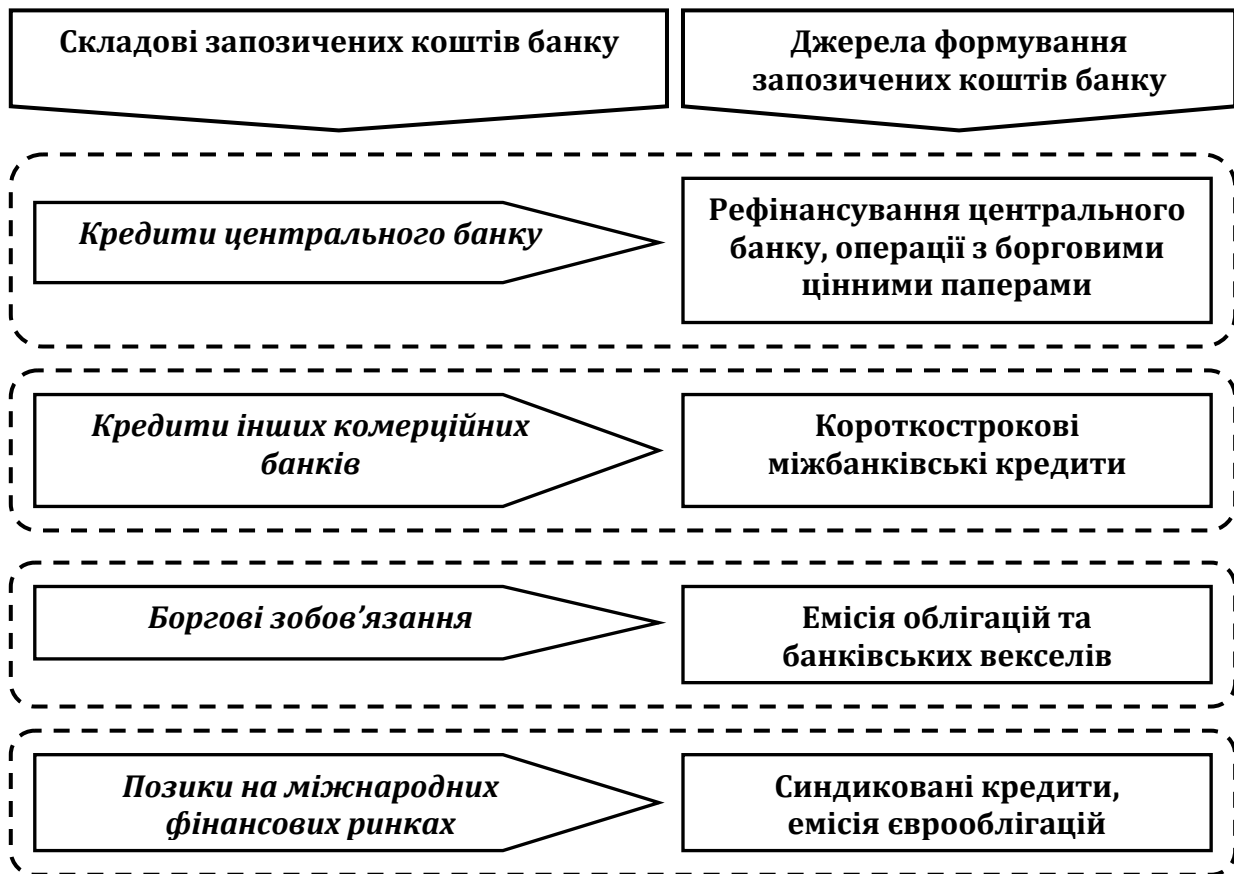 Складові запозичених коштів банку
Джерела формування
запозичених коштів банку
Кредити центрального банку
Рефінансування центрального
банку, операції з борговими
цінними паперами
Кредити інших комерційних
банків
Короткострокові
міжбанківські кредити
Боргові зобов’язання
Емісія облігацій та
банківських векселів
Позики на міжнародних
фінансових ринках
Синдиковані кредити,
емісія єврооблігацій